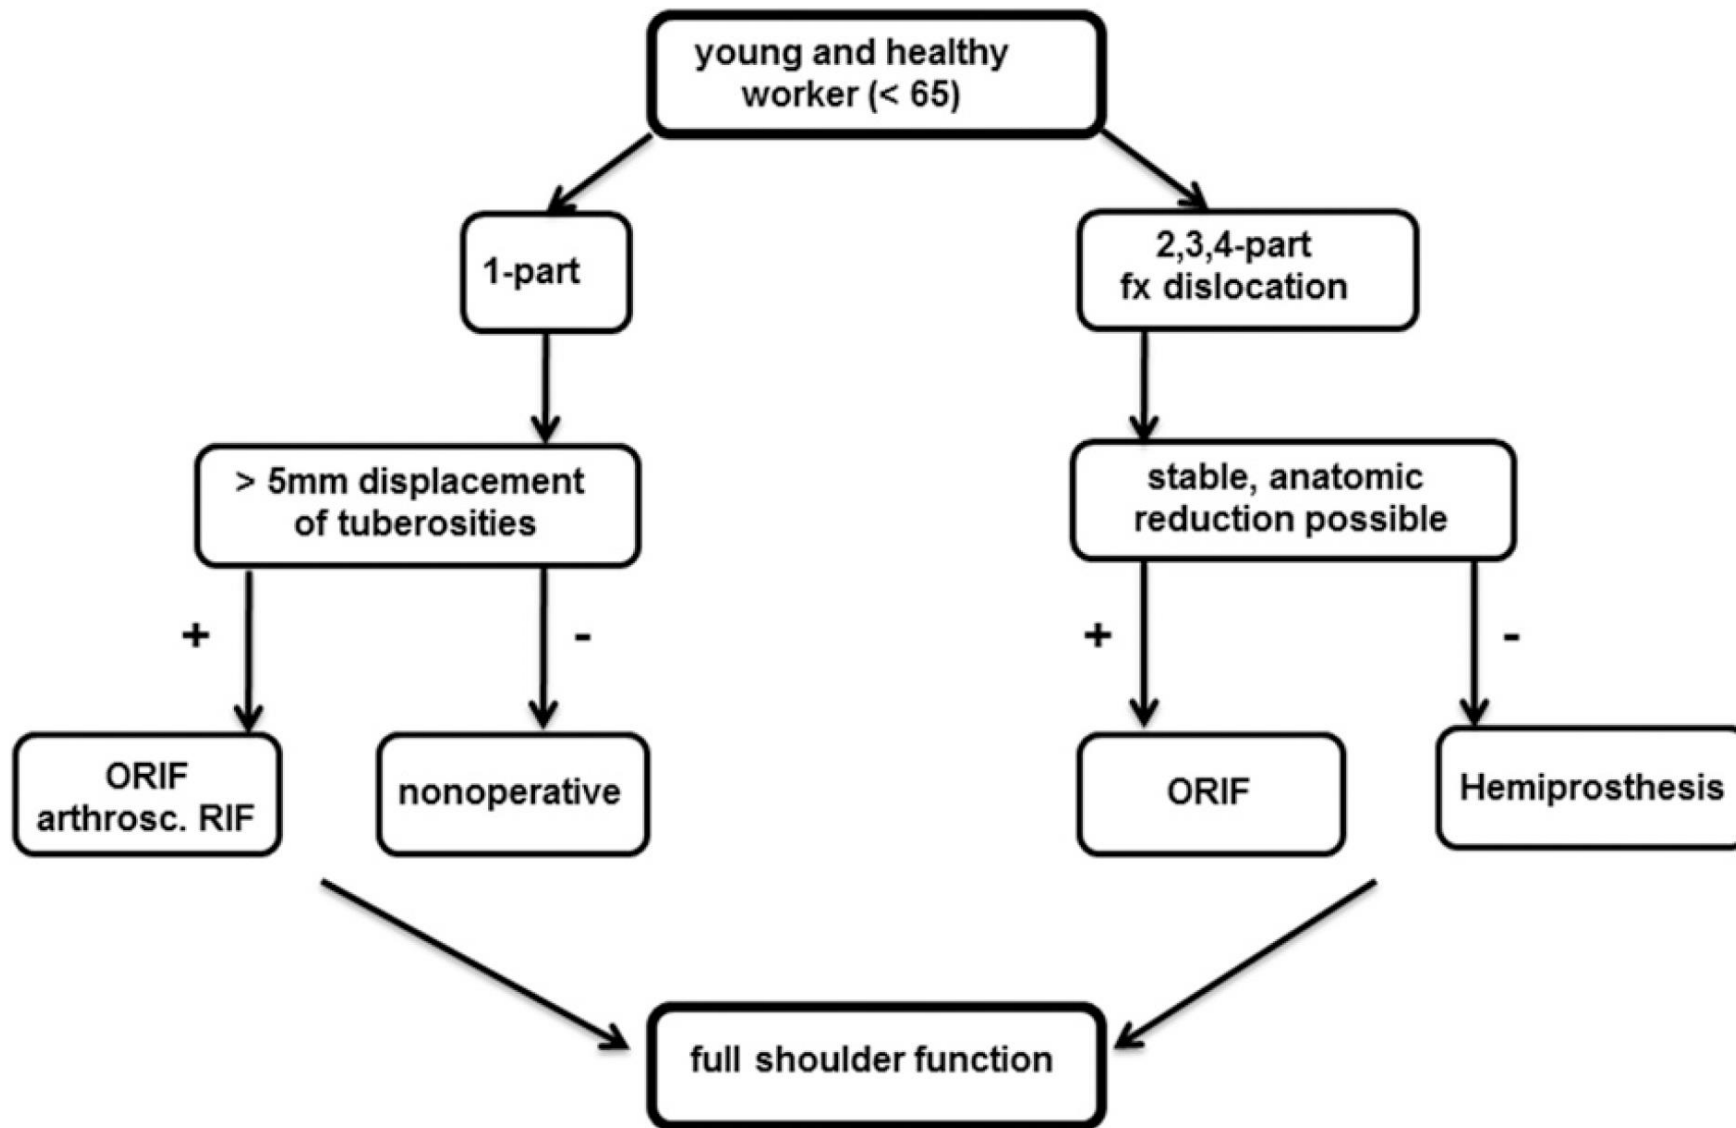 young and healthy
worker (< 65)
1-part
2,3,4-part
fx dislocation
> 5mm displacement
of tuberosities
stable, anatomic
reduction possible
+
-
+
-
ORIF
arthrosc. RIF
nonoperative
ORIF
Hemiprosthesis
full shoulder function